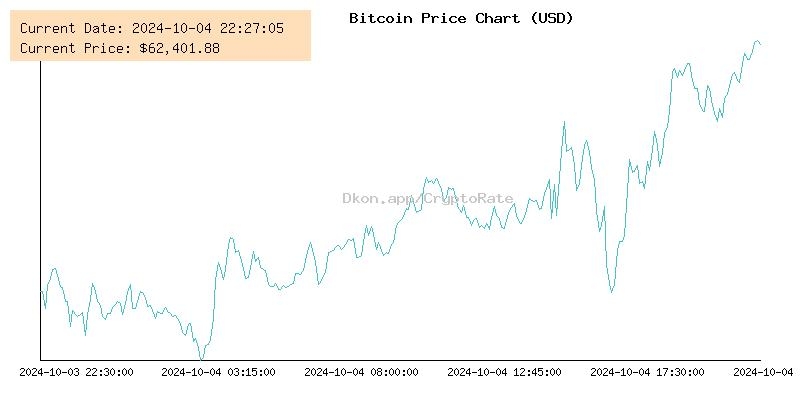 Bitcoin Price Chart (USD)
Current Date: 2024-10-04 22:27:05
Current Price: $62,401.88
Dkon.app/CryptoRate
2024-10-03 22:30:00 2024-10-04 03:15:00 2024-10-04 08:00:00 2024-10-04 12:45:00 2024-10-04 17:30:00 2024-10-04